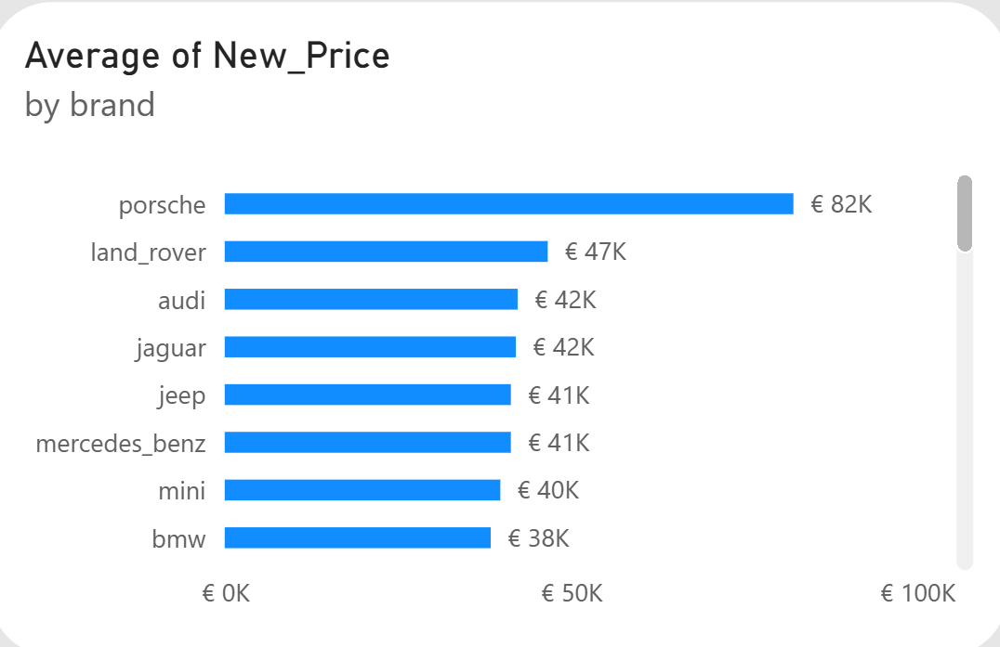 Average of New_Price
by brand
porsche € 82K
land_rover € 47K
audi € 42K
jaguar € 42K
jeep € 41K
mercedes_benz € 41K
mini € 40K
bmw € 38K
€ 0K € 50K € 100K